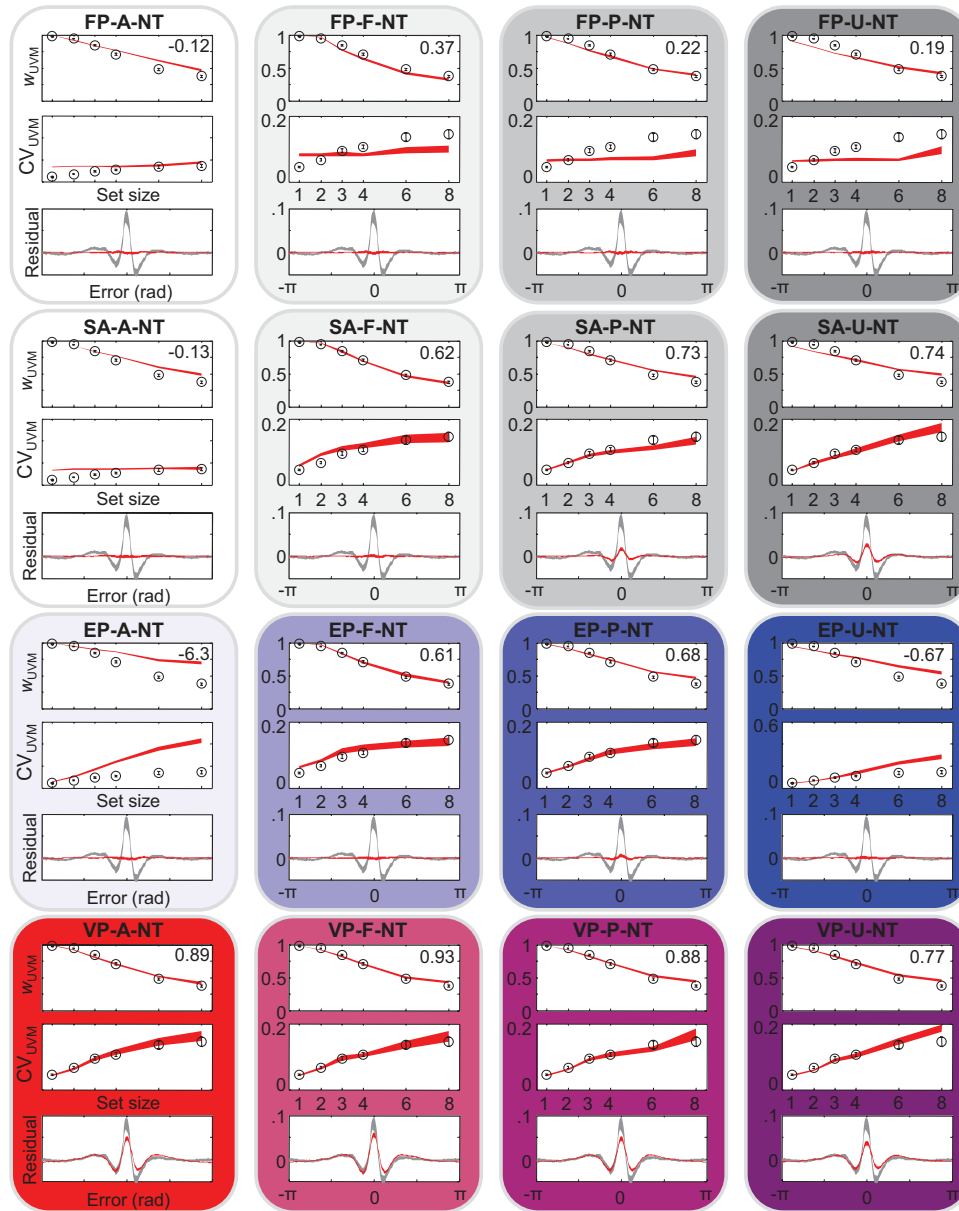 FP-A-NT
FP-F-NT
FP-P-NT
FP-U-NT
wUVM
-0.12
1
0.5
0
0.37
1
0.5
0
0.22
1
0.5
0
0.19
CVUVM
0.2
0
0.2
0
0.2
0
Set size
1 2 3 4 6 8
1 2 3 4 6 8
1 2 3 4 6 8
Residual
.1
0
.1
0
.1
0
Error (rad)
-π 0 π
-π 0 π
-π 0 π
SA-A-NT
SA-F-NT
SA-P-NT
SA-U-NT
wUVM
-0.13
1
0.5
0
0.62
1
0.5
0
0.73
1
0.5
0
0.74
CVUVM
0.2
0
0.2
0
0.2
0
Set size
1 2 3 4 6 8
1 2 3 4 6 8
1 2 3 4 6 8
Residual
.1
0
.1
0
.1
0
Error (rad)
-π 0 π
-π 0 π
-π 0 π
EP-A-NT
EP-F-NT
EP-P-NT
EP-U-NT
wUVM
-6.3
1
0.5
0
0.61
1
0.5
0
0.68
1
0.5
0
-0.67
CVUVM
0.2
0
0.2
0
0.6
0
Set size
1 2 3 4 6 8
1 2 3 4 6 8
1 2 3 4 6 8
Residual
.1
0
.1
0
.1
0
Error (rad)
-π 0 π
-π 0 π
-π 0 π
VP-A-NT
VP-F-NT
VP-P-NT
VP-U-NT
wUVM
0.89
1
0.5
0
0.93
1
0.5
0
0.88
1
0.5
0
0.77
CVUVM
0.2
0
0.2
0
0.2
0
Set size
1 2 3 4 6 8
1 2 3 4 6 8
1 2 3 4 6 8
Residual
.1
0
.1
0
.1
0
Error (rad)
-π 0 π
-π 0 π
-π 0 π